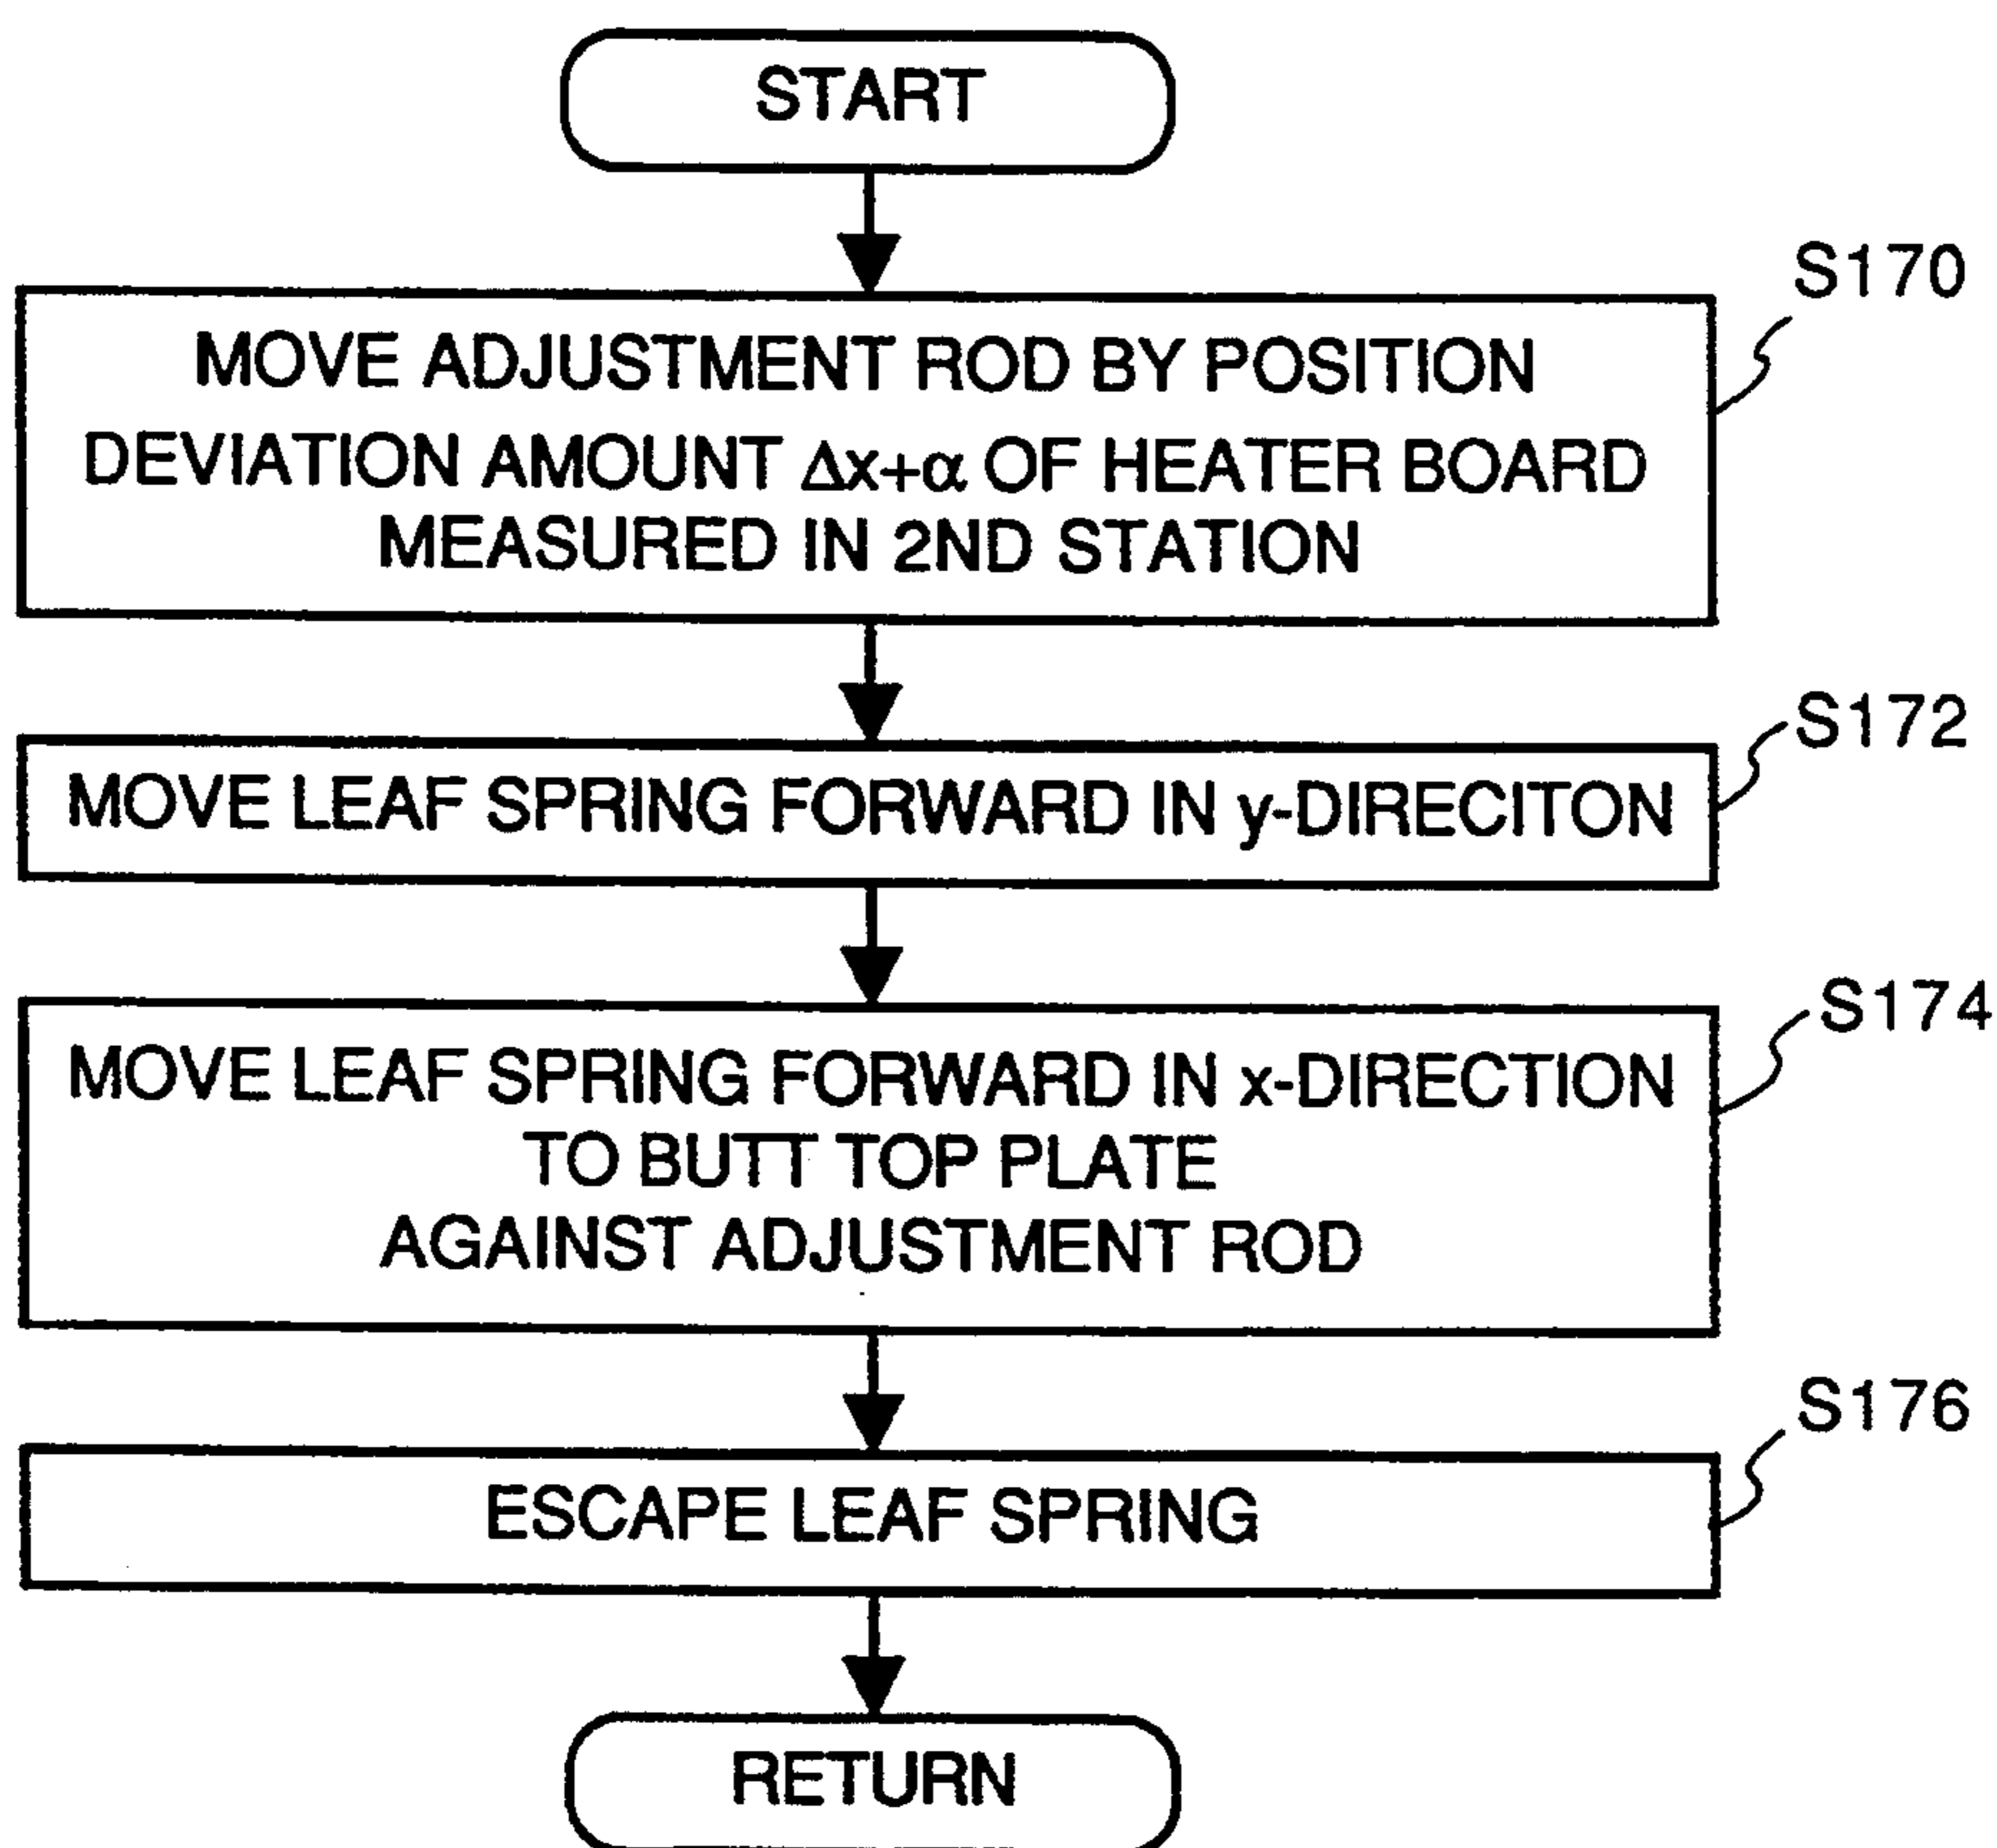 START
S170
MOVE ADJUSTMENT ROD BY POSITION
DEVIATION AMOUNT Δx+α OF HEATER BOARD
MEASURED IN 2ND STATION
S172
MOVE LEAF SPRING FORWARD IN y-DIRECITON
S174
MOVE LEAF SPRING FORWARD IN x-DIRECTION
TO BUTT TOP PLATE
AGAINST ADJUSTMENT ROD
S176
ESCAPE LEAF SPRING
RETURN